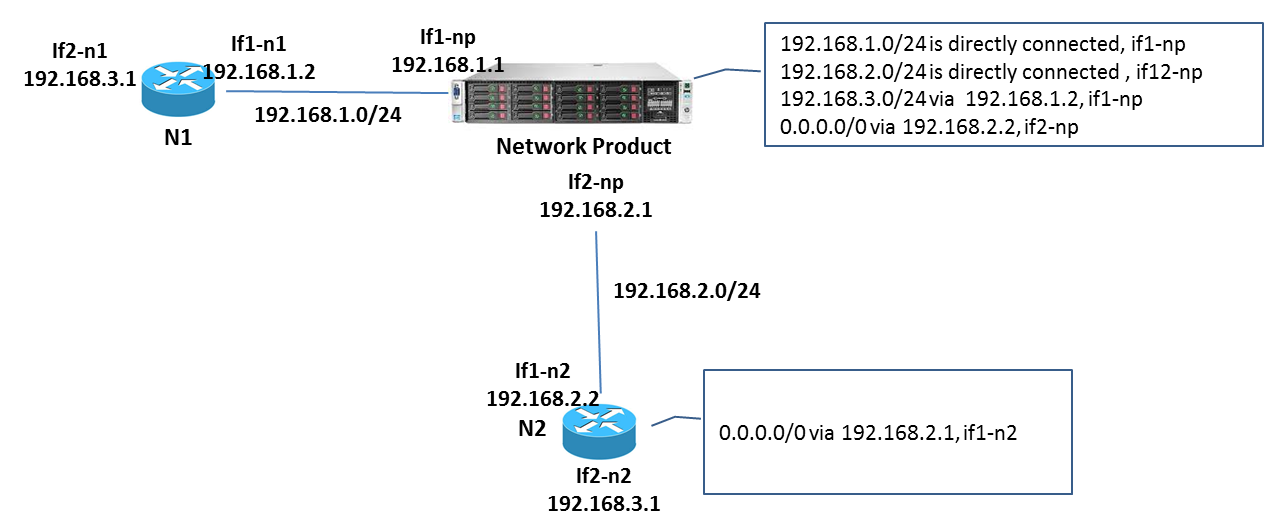 If2-n1
192.168.3.1
If1-n1
192.168.1.2
N1
192.168.1.0/24
If1-np
192.168.1.1
Network Product
192.168.1.0/24 is directly connected, if1-np
192.168.2.0/24 is directly connected , if12-np
192.168.3.0/24 via 192.168.1.2, if1-np
0.0.0.0/0 via 192.168.2.2, if2-np
If2-np
192.168.2.1
192.168.2.0/24
If1-n2
192.168.2.2
N2
0.0.0.0/0 via 192.168.2.1, if1-n2
If2-n2
192.168.3.1